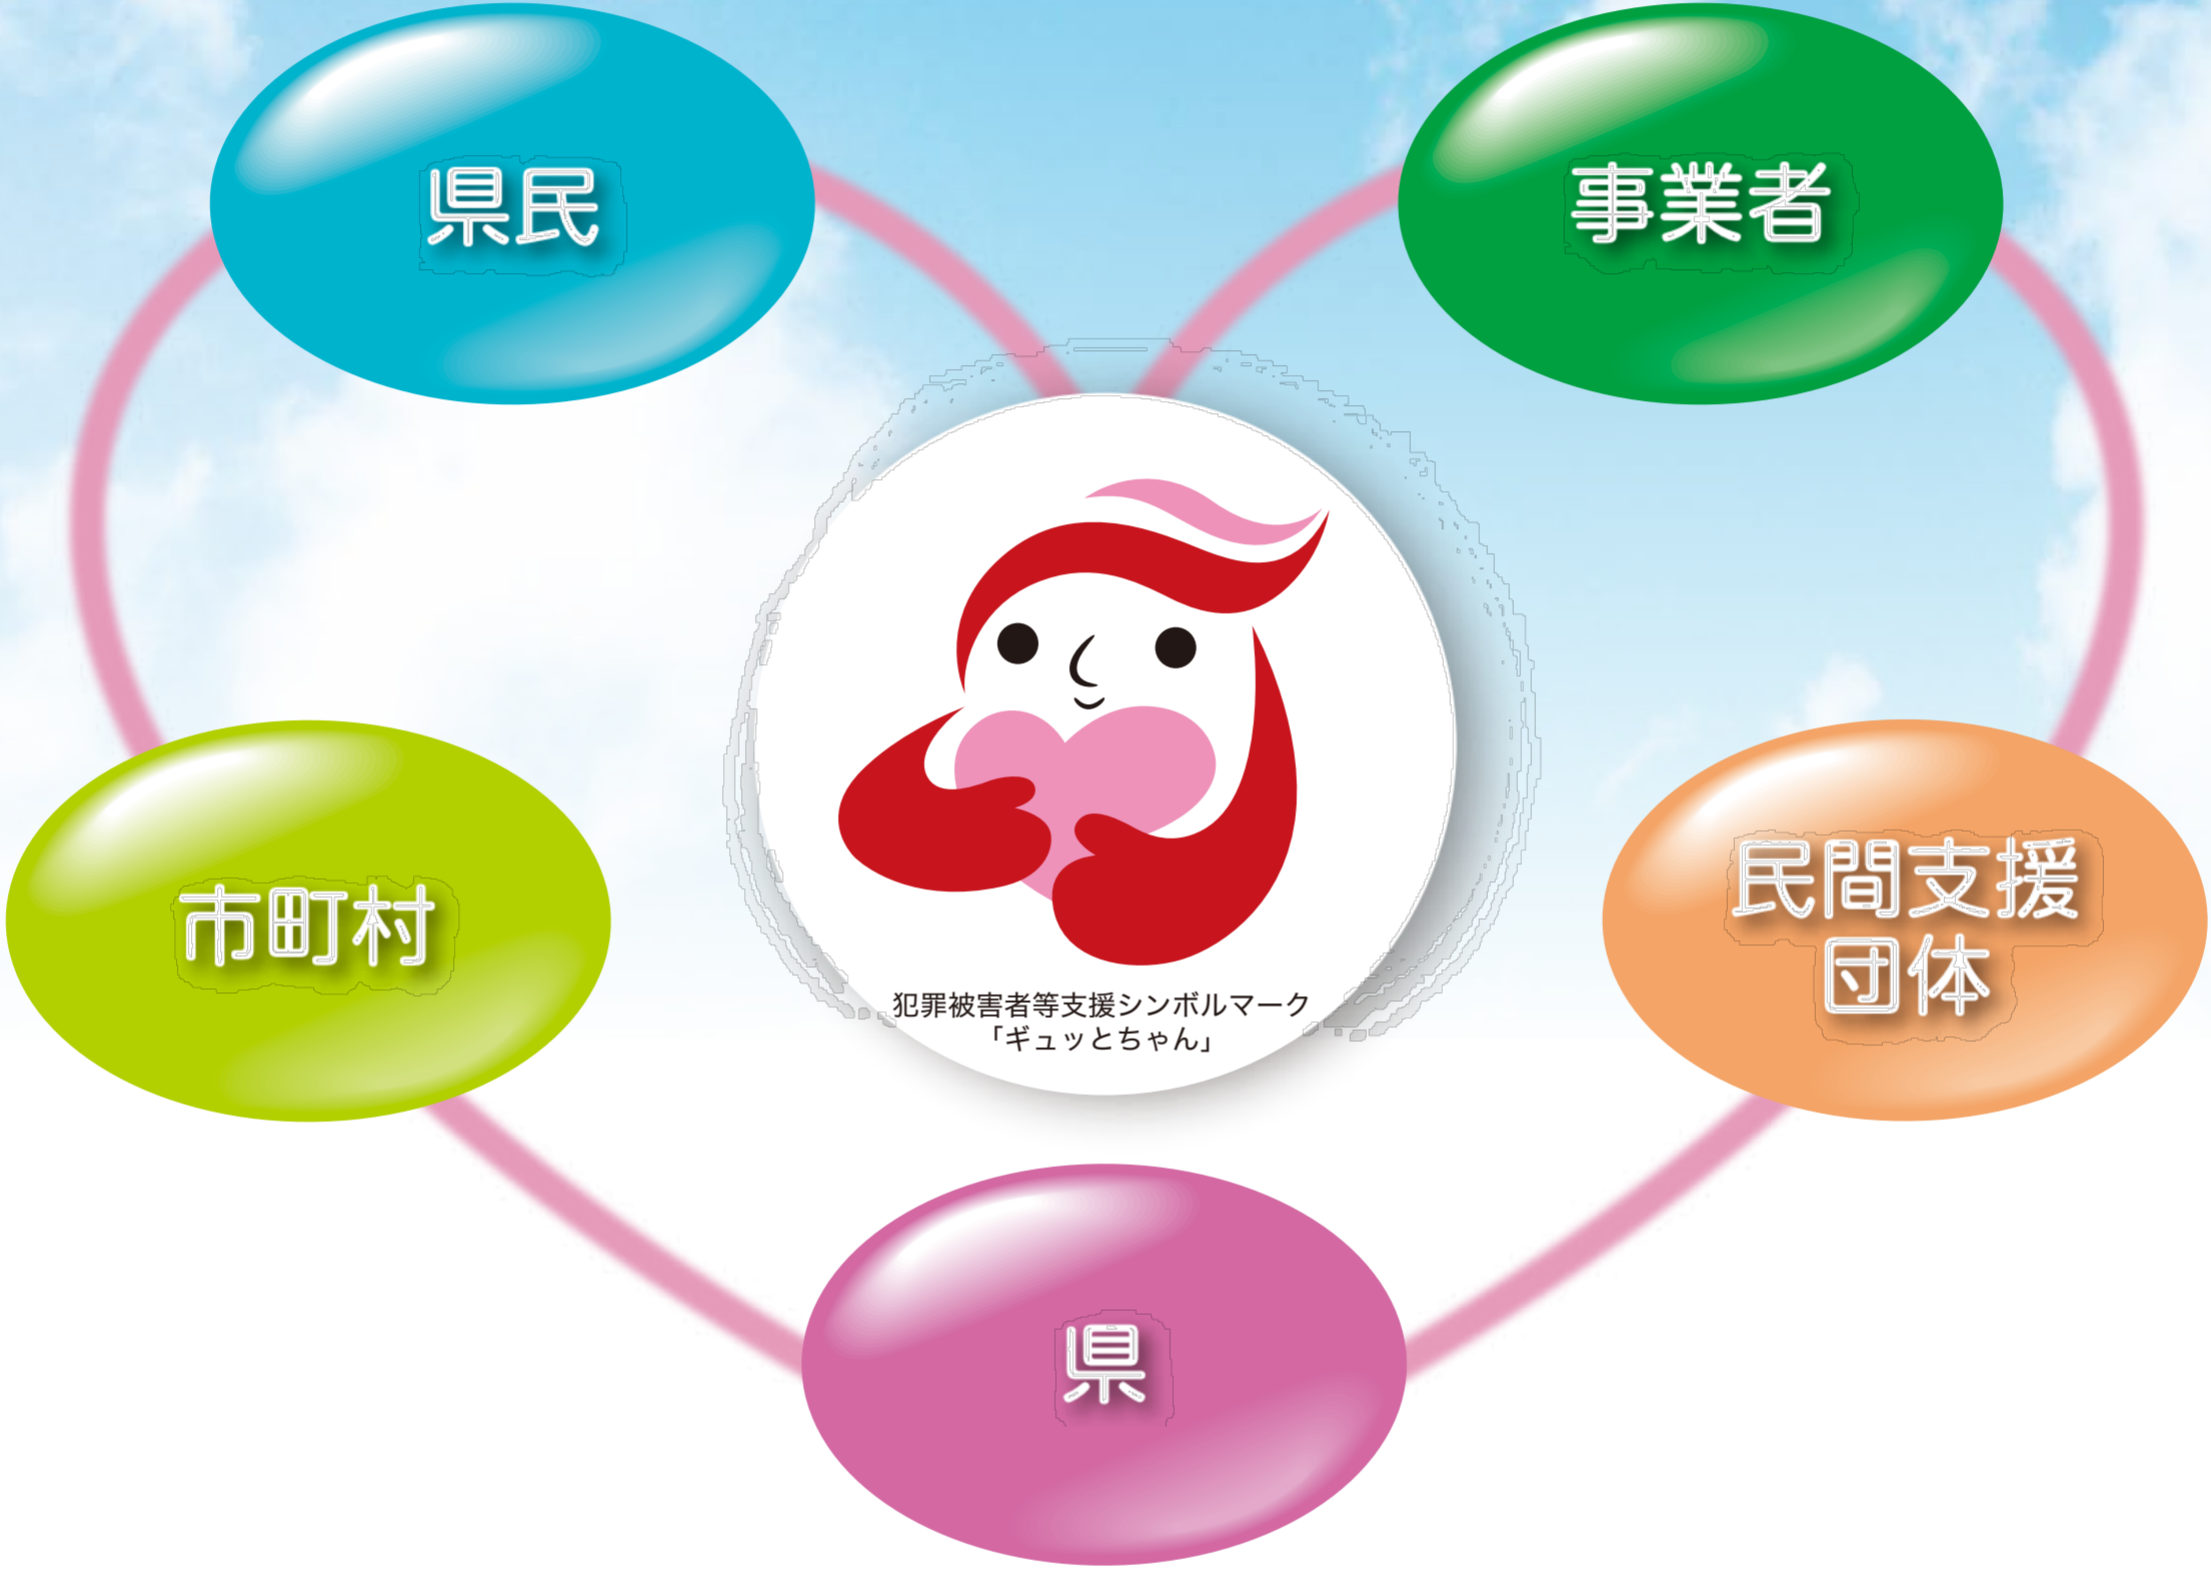 県民
事業者
市町村
民間支援
団体
犯罪被害者等支援シンボルマーク
「ギュッとちゃん」
県